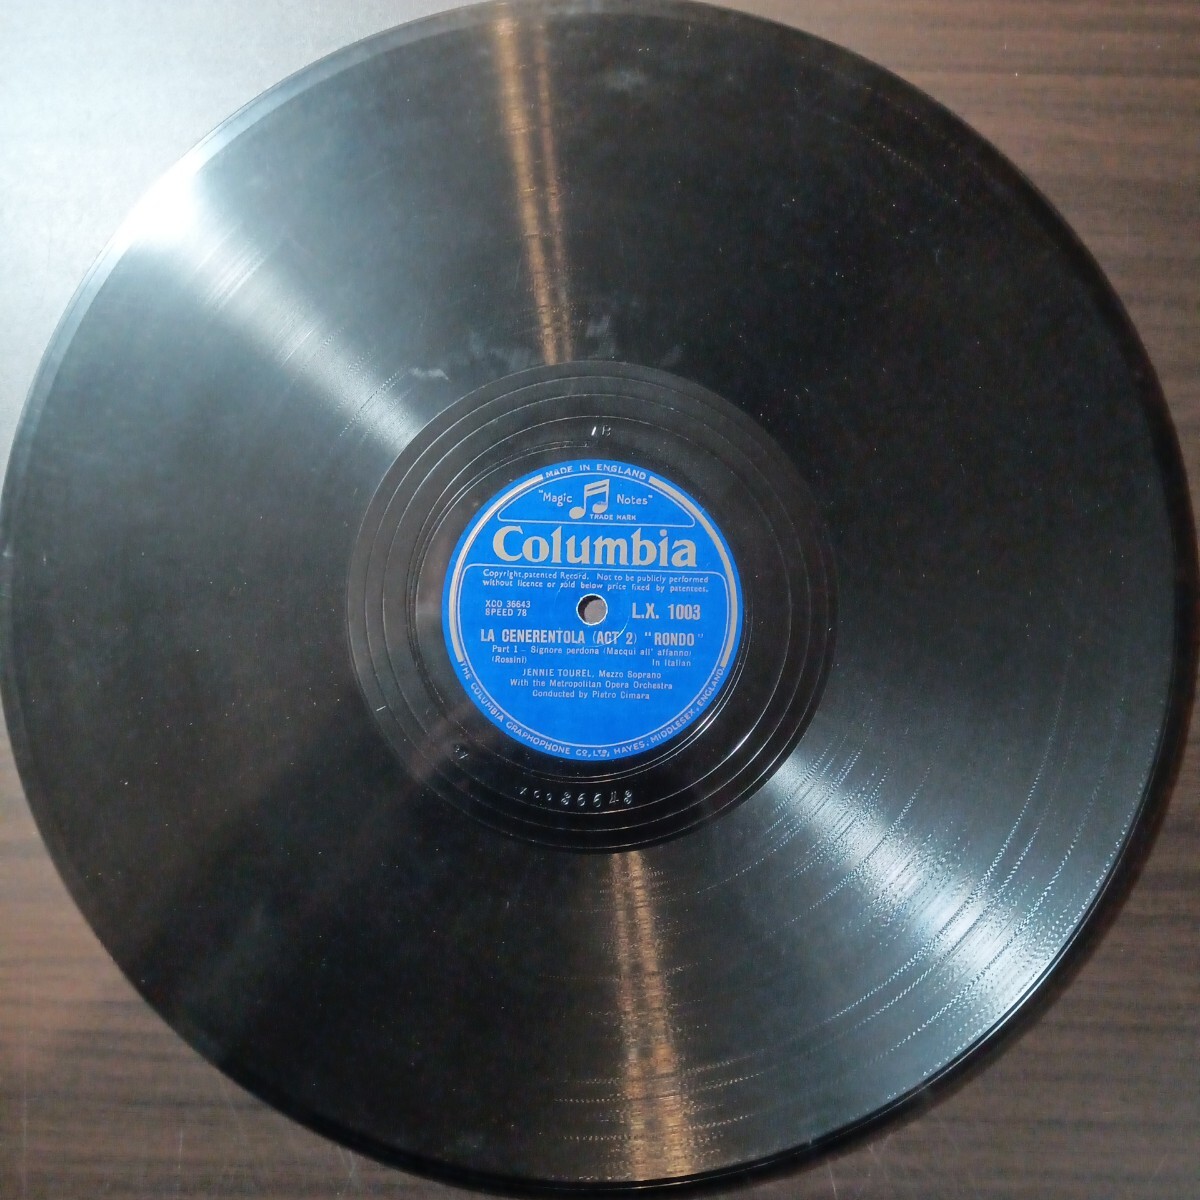 MADE IN ENGLAND
"Magic Notes"
TRADE MARK
Columbia
Copyright, patented Record. Not to be publicly performed
without licence or sold below price fixed by patentees.
XCO 36643
SPEED 78
L.X. 1003
LA CENERENTOLA (ACT 2) "RONDO"
Part I - Signore perdona (Macqui all' affanno)
(Rossini) In Italian
JENNIE TOUREL, Mezzo Soprano
With the Metropolitan Opera Orchestra
Conducted by Pietro Cimara
THE COLUMBIA GRAPHOPHONE CO., LTD., HAYES, MIDDLESEX, ENGLAND.
XCO 36643